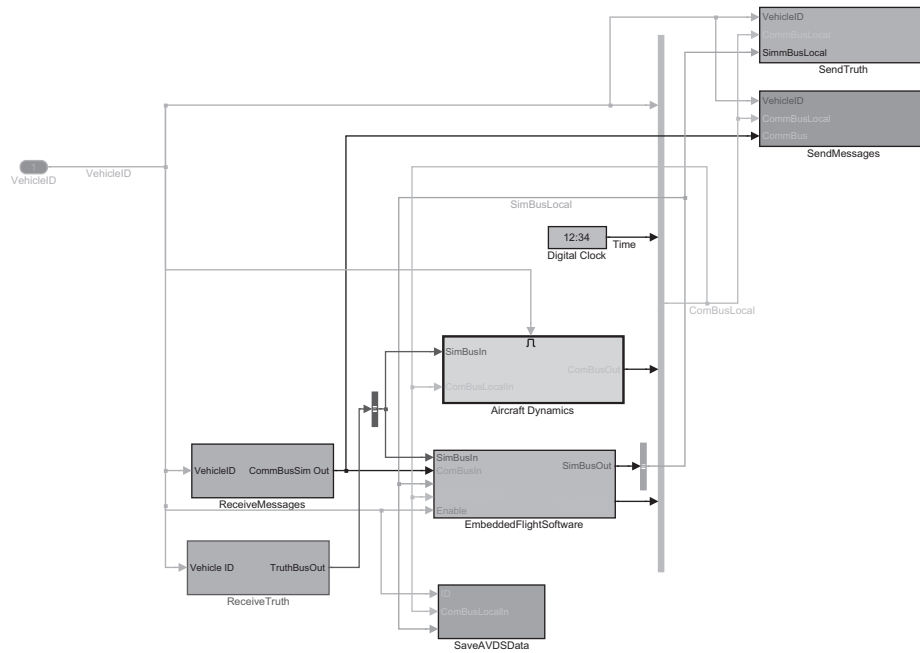 VehicleID
CommBusLocal
SimmBusLocal
SendTruth
VehicleID
CommBusLocal
CommBus
SendMessages
1
VehicleID
VehicleID
SimBusLocal
12:34
Time
Digital Clock
ComBusLocal
SimBusIn
ComBusOut
ComBusLocalIn
Aircraft Dynamics
SimBusIn
SimBusOut
ComBusIn
Enable
EmbeddedFlightSoftware
VehicleID CommBusSim Out
ReceiveMessages
Vehicle ID TruthBusOut
ReceiveTruth
ID
ComBusLocalIn
SaveAVDSData